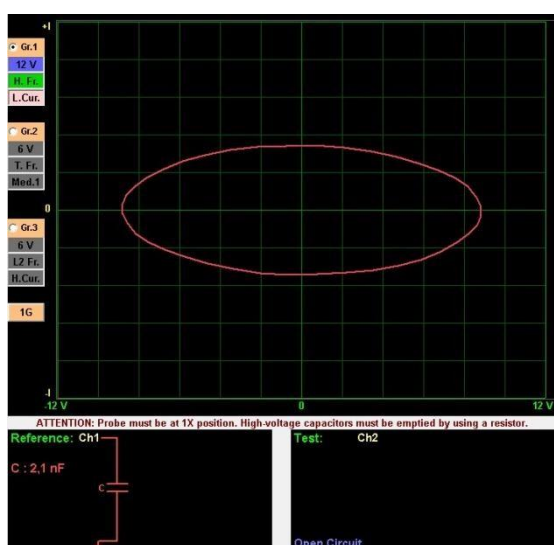 +I
Gr.1
12 V
H. Fr.
L.Cur.
Gr.2
6 V
T. Fr.
Med.1
0
Gr.3
6 V
L2 Fr.
H.Cur.
1G
-I
-12 V
0
12 V
ATTENTION: Probe must be at 1X position. High-voltage capacitors must be emptied by using a resistor.
Reference: Ch1
C : 2,1 nF
C
Test: Ch2
Open Circuit